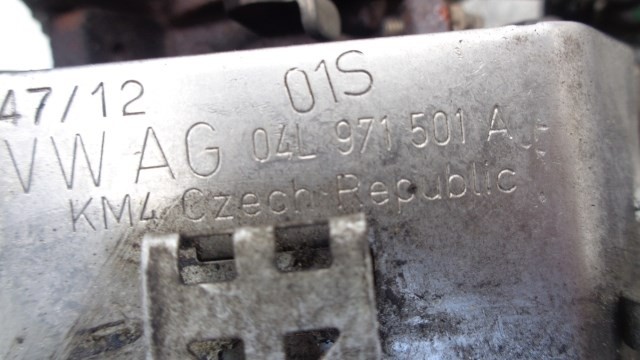 47/12 01S
VW AG 04L 971 501 A
KM4 Czech Republic